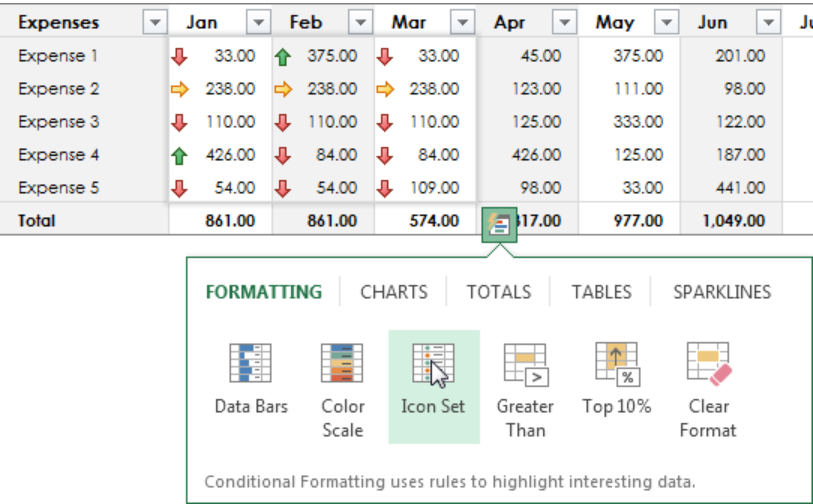 Expenses Jan Feb Mar Apr May Jun
Expense 1 33.00 375.00 33.00 45.00 375.00 201.00
Expense 2 238.00 238.00 238.00 123.00 111.00 98.00
Expense 3 110.00 110.00 110.00 125.00 333.00 122.00
Expense 4 426.00 84.00 84.00 426.00 125.00 187.00
Expense 5 54.00 54.00 109.00 98.00 33.00 441.00
Total 861.00 861.00 574.00 817.00 977.00 1,049.00
FORMATTING CHARTS TOTALS TABLES SPARKLINES
Data Bars Color Icon Set Greater Top 10% Clear
Scale Than Format
Conditional Formatting uses rules to highlight interesting data.